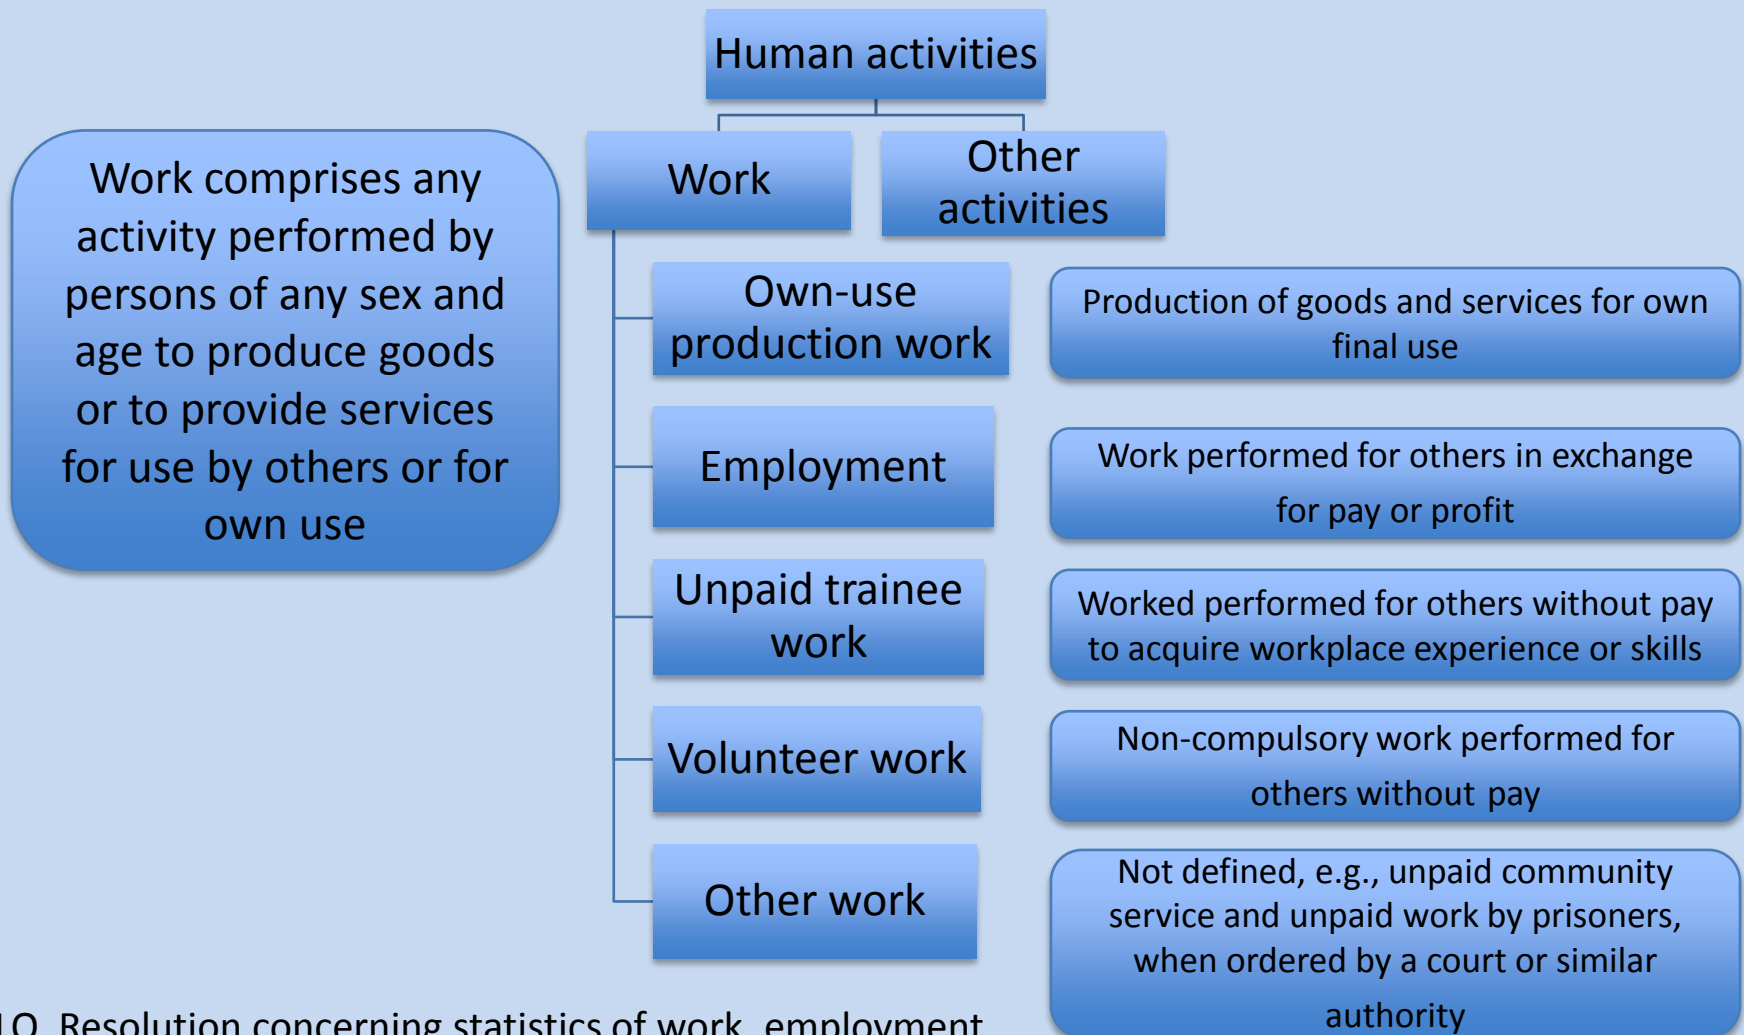 Human activities
Work comprises any
activity performed by
persons of any sex and
age to produce goods
or to provide services
for use by others or for
own use
Work
Other
activities
Own-use
production work
Production of goods and services for own
final use
Employment
Work performed for others in exchange
for pay or profit
Unpaid trainee
work
Worked performed for others without pay
to acquire workplace experience or skills
Volunteer work
Non-compulsory work performed for
others without pay
Other work
Not defined, e.g., unpaid community
service and unpaid work by prisoners,
when ordered by a court or similar
authority
Resolution concerning statistics of work, employment